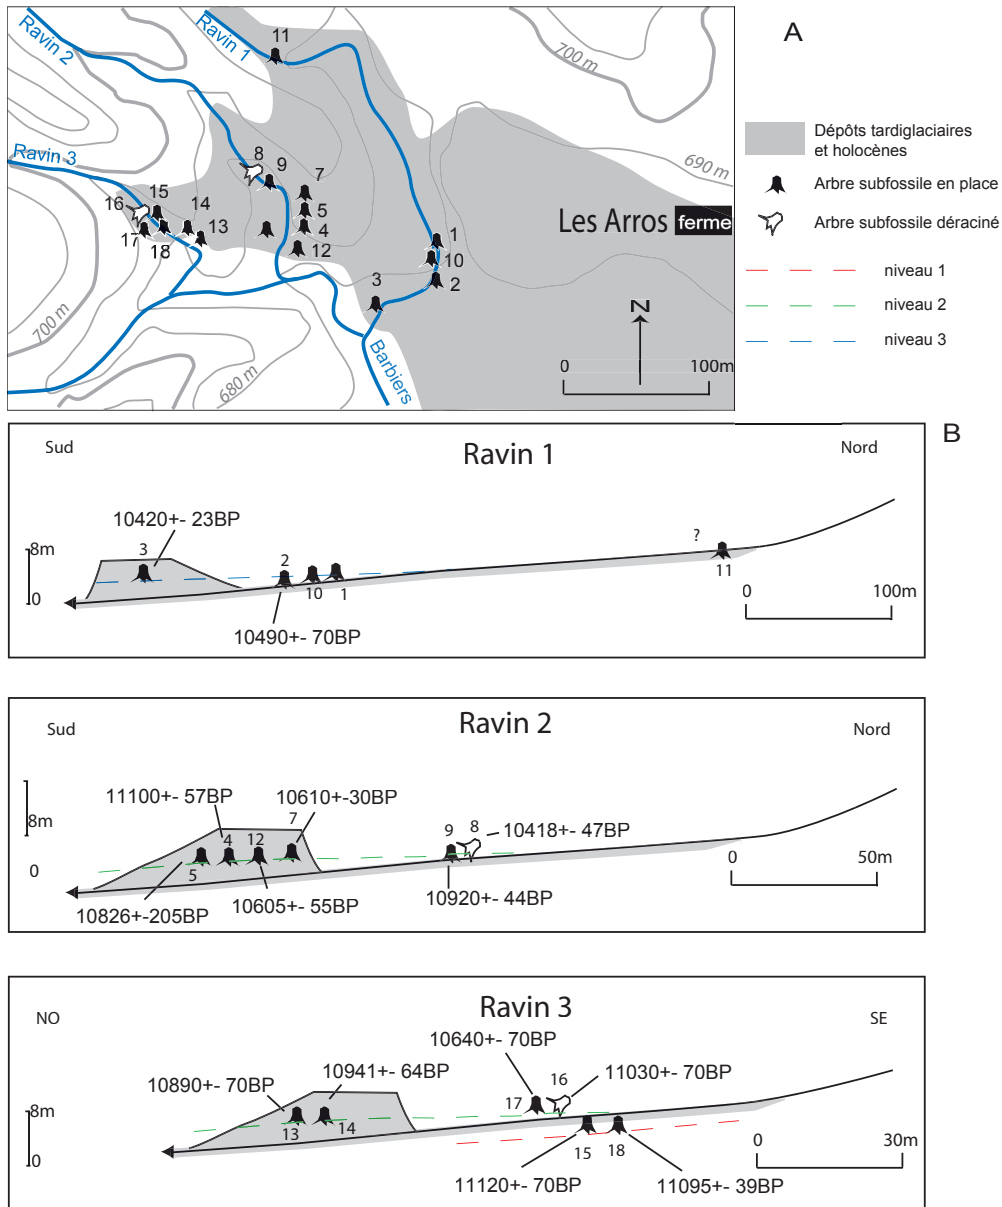 A
Ravin 2
Ravin 1
11
700 m
Ravin 3
8
9
7
690 m
16
15
14
5
4
13
17
18
12
1
10
2
3
Les Arros ferme
N
0 100m
700 m
680 m
Barbiers
Dépôts tardiglaciaires
et holocènes
Arbre subfossile en place
Arbre subfossile déraciné
niveau 1
niveau 2
niveau 3
B
Sud
Ravin 1
Nord
10420+- 23BP
8m
0
3
2
10
1
?
11
10490+- 70BP
0 100m
Sud
Ravin 2
Nord
11100+- 57BP
10610+-30BP
8m
0
7
4
12
5
9
8
10418+- 47BP
10826+-205BP
10605+- 55BP
10920+- 44BP
0 50m
NO
Ravin 3
SE
10640+- 70BP
10890+- 70BP
10941+- 64BP
11030+- 70BP
8m
0
13
14
17
16
15
18
11120+- 70BP
11095+- 39BP
0 30m